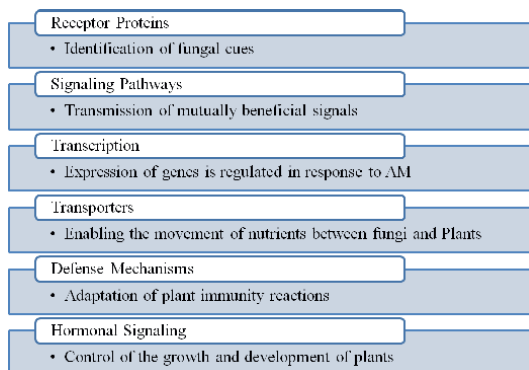 Receptor Proteins
• Identification of fungal cues
Signaling Pathways
• Transmission of mutually beneficial signals
Transcription
• Expression of genes is regulated in response to AM
Transporters
• Enabling the movement of nutrients between fungi and Plants
Defense Mechanisms
• Adaptation of plant immunity reactions
Hormonal Signaling
• Control of the growth and development of plants